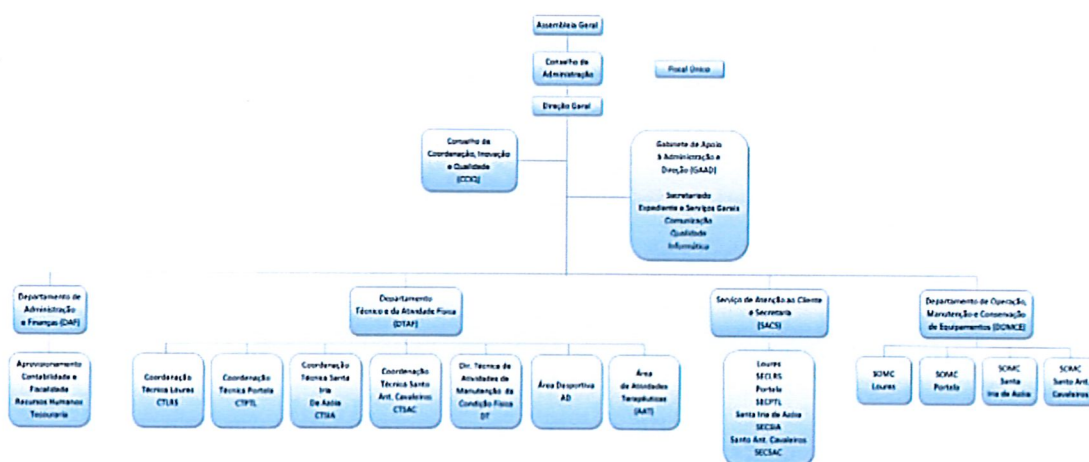 Assembleia Geral
Conselho de
Administração
Fiscal Único
Direção Geral
Conselho de
Coordenação, Inovação
e Qualidade
(CCIQ)
Gabinete de Apoio
à Administração e
Direção (GAAD)
Secretariado
Expediente e Serviços Gerais
Comunicação
Qualidade
Informática
Departamento de
Administração
e Finanças (DAF)
Departamento
Técnico e da Atividade Física
(DTAF)
Serviço de Atenção ao Cliente
e Secretaria
(SACS)
Departamento de Operação,
Manutenção e Conservação
de Equipamentos (DOMCE)
Aprovisionamento
Contabilidade e
Fiscalidade
Recursos Humanos
Tesouraria
Coordenação
Técnica Loures
CTLRS
Coordenação
Técnica Portela
CTPTL
Coordenação
Técnica Santa
Iria
De Azóia
CTSIA
Coordenação
Técnica Santo
Ant. Cavaleiros
CTSAC
Dir. Técnica de
Atividades de
Manutenção da
Condição Física
DT
Área Desportiva
AD
Área
de Atividades
Terapêuticas
(AAT)
Loures
SECLRS
Portela
SECPTL
Santa Iria de Azóia
SECSIA
Santo Ant. Cavaleiros
SECSAC
SOMC
Loures
SOMC
Portela
SOMC
Santa
Iria de Azóia
SOMC
Santo Ant.
Cavaleiros